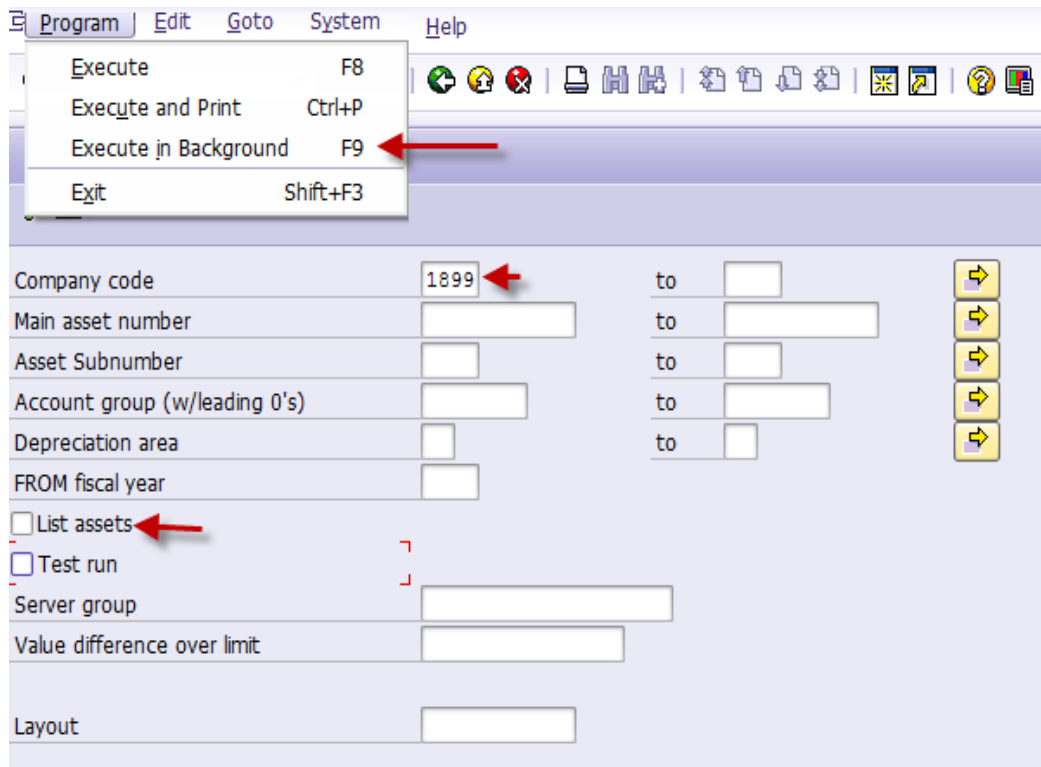 Program Edit Goto System Help
Execute F8
Execute and Print Ctrl+P
Execute in Background F9
Exit Shift+F3
Company code 1899 to
Main asset number to
Asset Subnumber to
Account group (w/leading 0's) to
Depreciation area to
FROM fiscal year
List assets
Test run
Server group
Value difference over limit
Layout